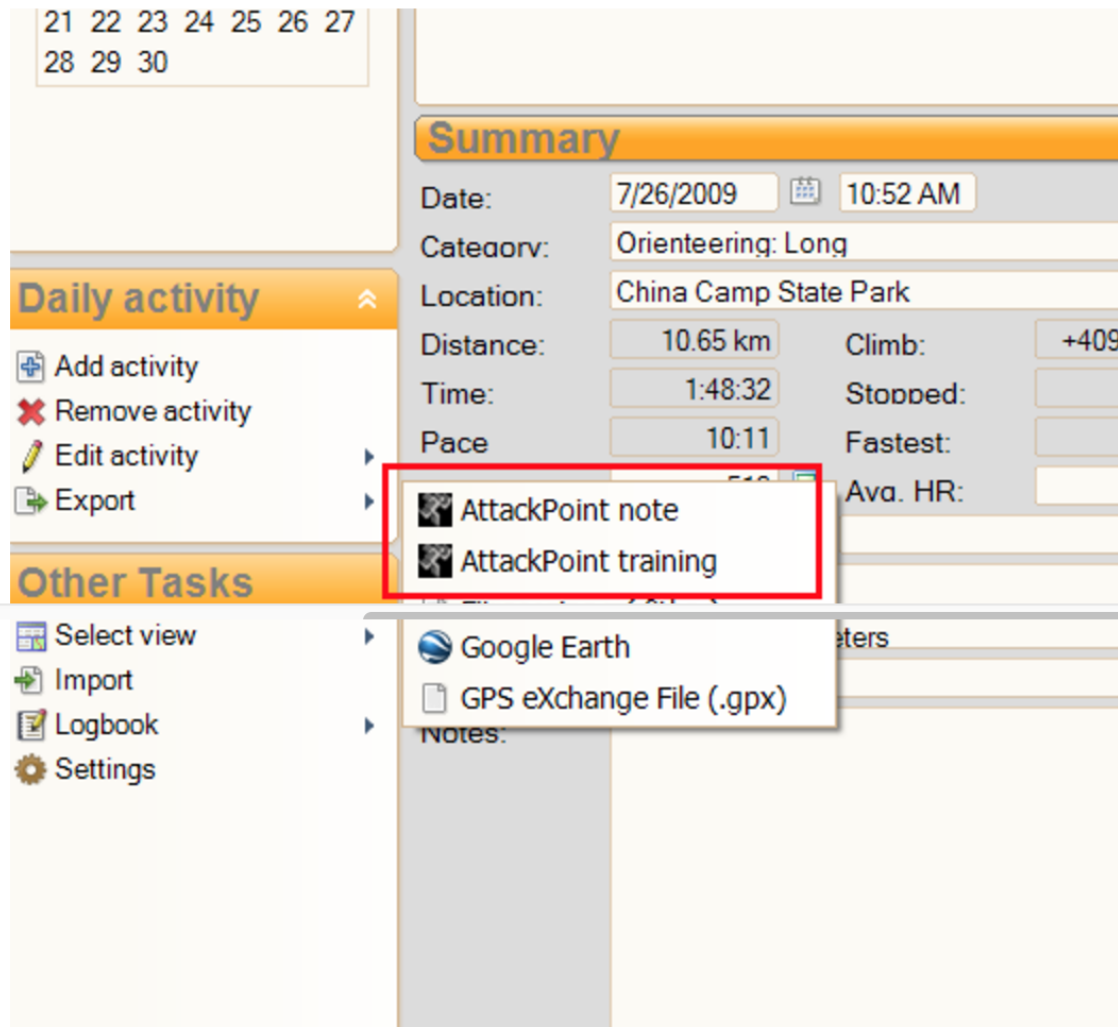 21 22 23 24 25 26 27
28 29 30
Summary
Date: 7/26/2009 10:52 AM
Category: Orienteering: Long
Location: China Camp State Park
Distance: 10.65 km Climb: +409
Time: 1:48:32 Stopped:
Pace 10:11 Fastest:
Avg. HR:
Daily activity
Add activity
Remove activity
Edit activity
Export
AttackPoint note
AttackPoint training
Google Earth
GPS eXchange File (.gpx)
eters
Notes:
Other Tasks
Select view
Import
Logbook
Settings